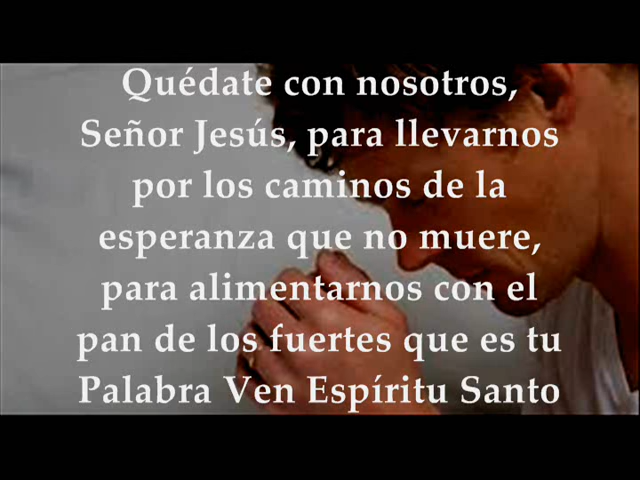 Quédate con nosotros,
Señor Jesús, para llevarnos
por los caminos de la
esperanza que no muere,
para alimentarnos con el
pan de los fuertes que es tu
Palabra Ven Espíritu Santo